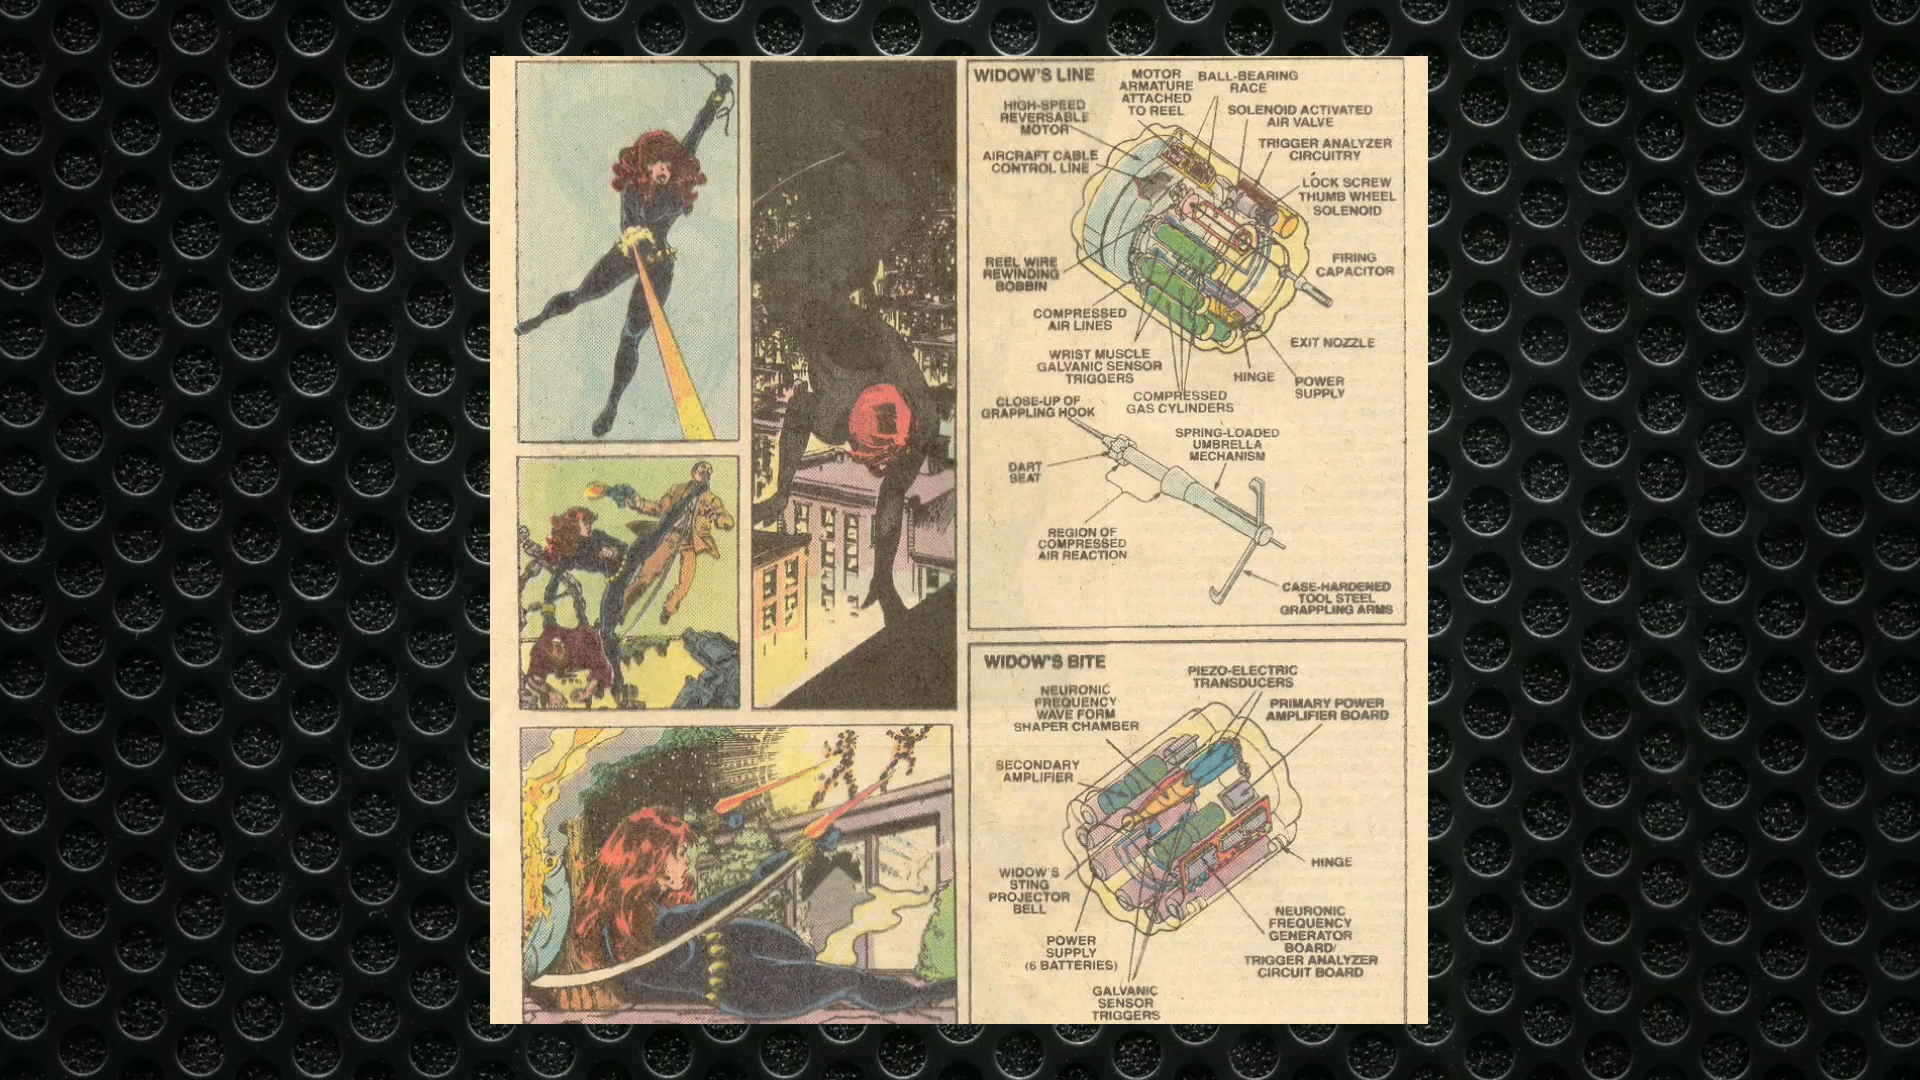 WIDOW'S LINE
MOTOR
ARMATURE
ATTACHED
TO REEL
BALL-BEARING
RACE
HIGH-SPEED
REVERSABLE
MOTOR
SOLENOID ACTIVATED
AIR VALVE
TRIGGER ANALYZER
CIRCUITRY
AIRCRAFT CABLE
CONTROL LINE
LOCK SCREW
THUMB WHEEL
SOLENOID
REEL WIRE
REWINDING
BOBBIN
FIRING
CAPACITOR
COMPRESSED
AIR LINES
EXIT NOZZLE
WRIST MUSCLE
GALVANIC SENSOR
TRIGGERS
HINGE
POWER
SUPPLY
COMPRESSED
GAS CYLINDERS
CLOSE-UP OF
GRAPPLING HOOK
SPRING-LOADED
UMBRELLA
MECHANISM
DART
SEAT
REGION OF
COMPRESSED
AIR REACTION
CASE-HARDENED
TOOL STEEL
GRAPPLING ARMS
WIDOW'S BITE
PIEZO-ELECTRIC
TRANSDUCERS
NEURONIC
FREQUENCY
WAVE FORM
SHAPER CHAMBER
PRIMARY POWER
AMPLIFIER BOARD
SECONDARY
AMPLIFIER
HINGE
WIDOW'S
STING
PROJECTOR
BELL
NEURONIC
FREQUENCY
GENERATOR
BOARD/
TRIGGER ANALYZER
CIRCUIT BOARD
POWER
SUPPLY
(6 BATTERIES)
GALVANIC
SENSOR
TRIGGERS